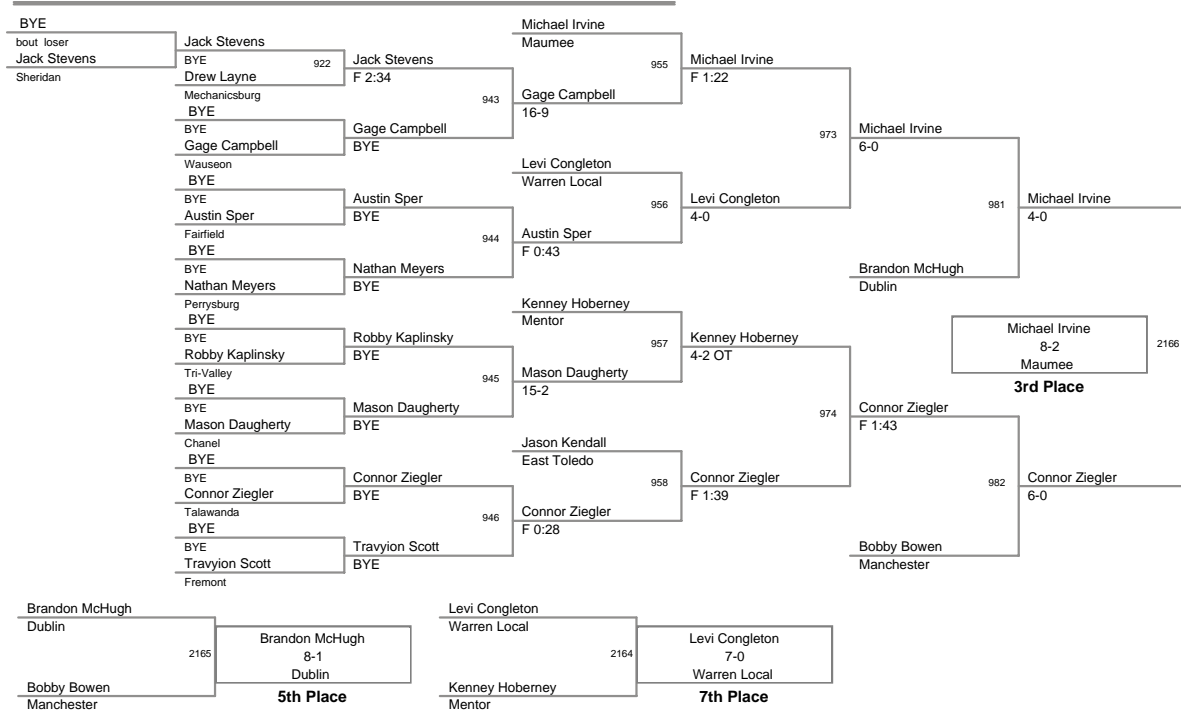 BYE
bout loser
Jack Stevens
Sheridan
Jack Stevens
BYE
922
Drew Layne
Mechanicsburg
BYE
BYE
Gage Campbell
Wauseon
BYE
BYE
Austin Sper
Fairfield
BYE
BYE
Nathan Meyers
Perrysburg
BYE
BYE
Robby Kaplinsky
Tri-Valley
BYE
BYE
Mason Daugherty
Chanel
BYE
BYE
Connor Ziegler
Talawanda
BYE
BYE
Travyion Scott
Fremont
Jack Stevens
F 2:34
943
Gage Campbell
BYE
Austin Sper
BYE
944
Nathan Meyers
BYE
Robby Kaplinsky
BYE
945
Mason Daugherty
BYE
Connor Ziegler
BYE
946
Travyion Scott
BYE
Michael Irvine
Maumee
955
Gage Campbell
16-9
Levi Congleton
Warren Local
956
Austin Sper
F 0:43
Kenney Hoberney
Mentor
957
Mason Daugherty
15-2
Jason Kendall
East Toledo
958
Connor Ziegler
F 0:28
Michael Irvine
F 1:22
973
Levi Congleton
4-0
Kenney Hoberney
4-2 OT
974
Connor Ziegler
F 1:39
Michael Irvine
6-0
981
Brandon McHugh
Dublin
Connor Ziegler
F 1:43
982
Bobby Bowen
Manchester
Michael Irvine
4-0
Michael Irvine
8-2
Maumee
2166
3rd Place
Connor Ziegler
6-0
Brandon McHugh
Dublin
2165
Bobby Bowen
Manchester
Brandon McHugh
8-1
Dublin
5th Place
Levi Congleton
Warren Local
2164
Kenney Hoberney
Mentor
Levi Congleton
7-0
Warren Local
7th Place